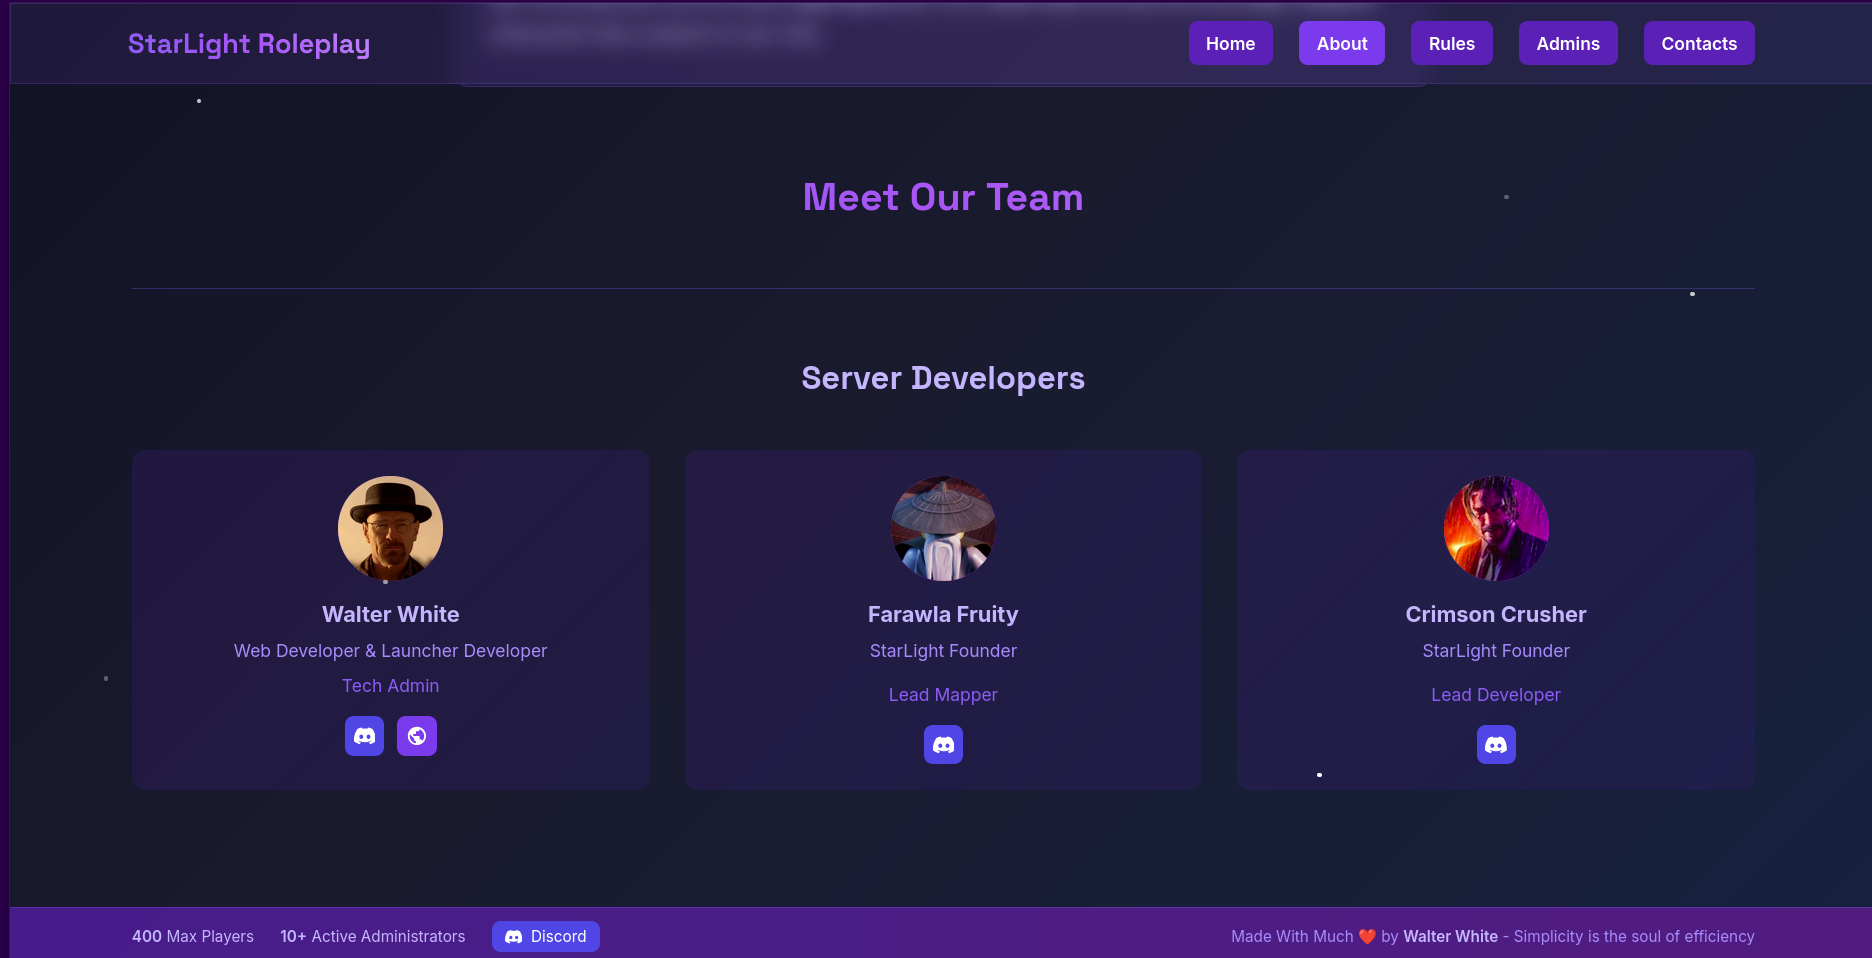 StarLight Roleplay
Home About Rules Admins Contacts
Meet Our Team
Server Developers
Walter White
Web Developer & Launcher Developer
Tech Admin
Farawla Fruity
StarLight Founder
Lead Mapper
Crimson Crusher
StarLight Founder
Lead Developer
400 Max Players 10+ Active Administrators Discord Made With Much ❤️ by Walter White - Simplicity is the soul of efficiency